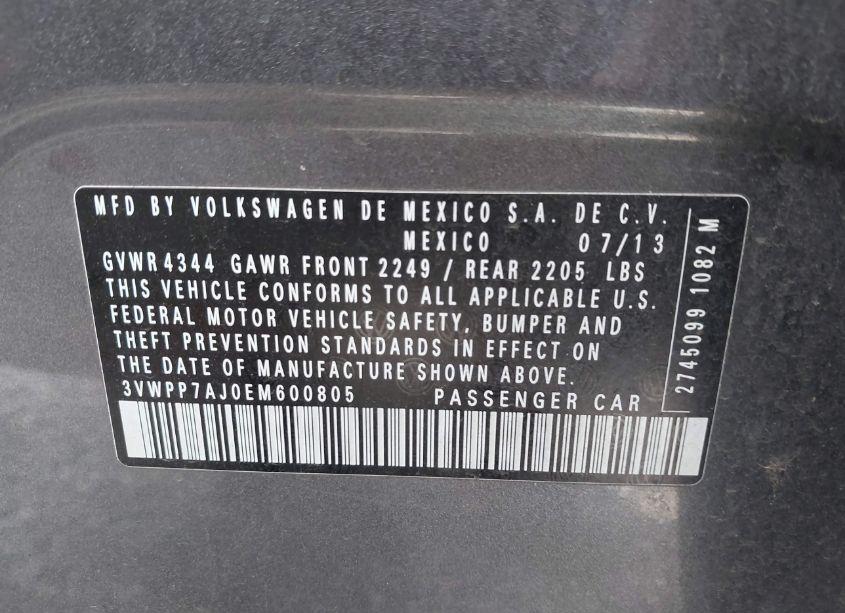 MFD BY VOLKSWAGEN DE MEXICO S.A. DE C.V.
MEXICO 07/13
GVWR 4344 GAWR FRONT 2249 / REAR 2205 LBS
THIS VEHICLE CONFORMS TO ALL APPLICABLE U.S.
FEDERAL MOTOR VEHICLE SAFETY, BUMPER AND
THEFT PREVENTION STANDARDS IN EFFECT ON
THE DATE OF MANUFACTURE SHOWN ABOVE.
3VWPP7AJ0EM600805 PASSENGER CAR
2745099 1082 M